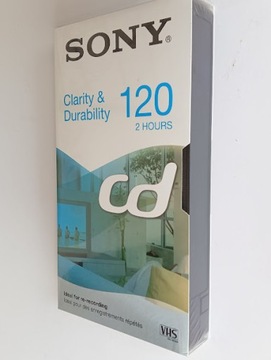 SONY®
Clarity &
Durability
120
2 HOURS
cd
Ideal for re-recording
Idéal pour des enregistrements répétés
VHS